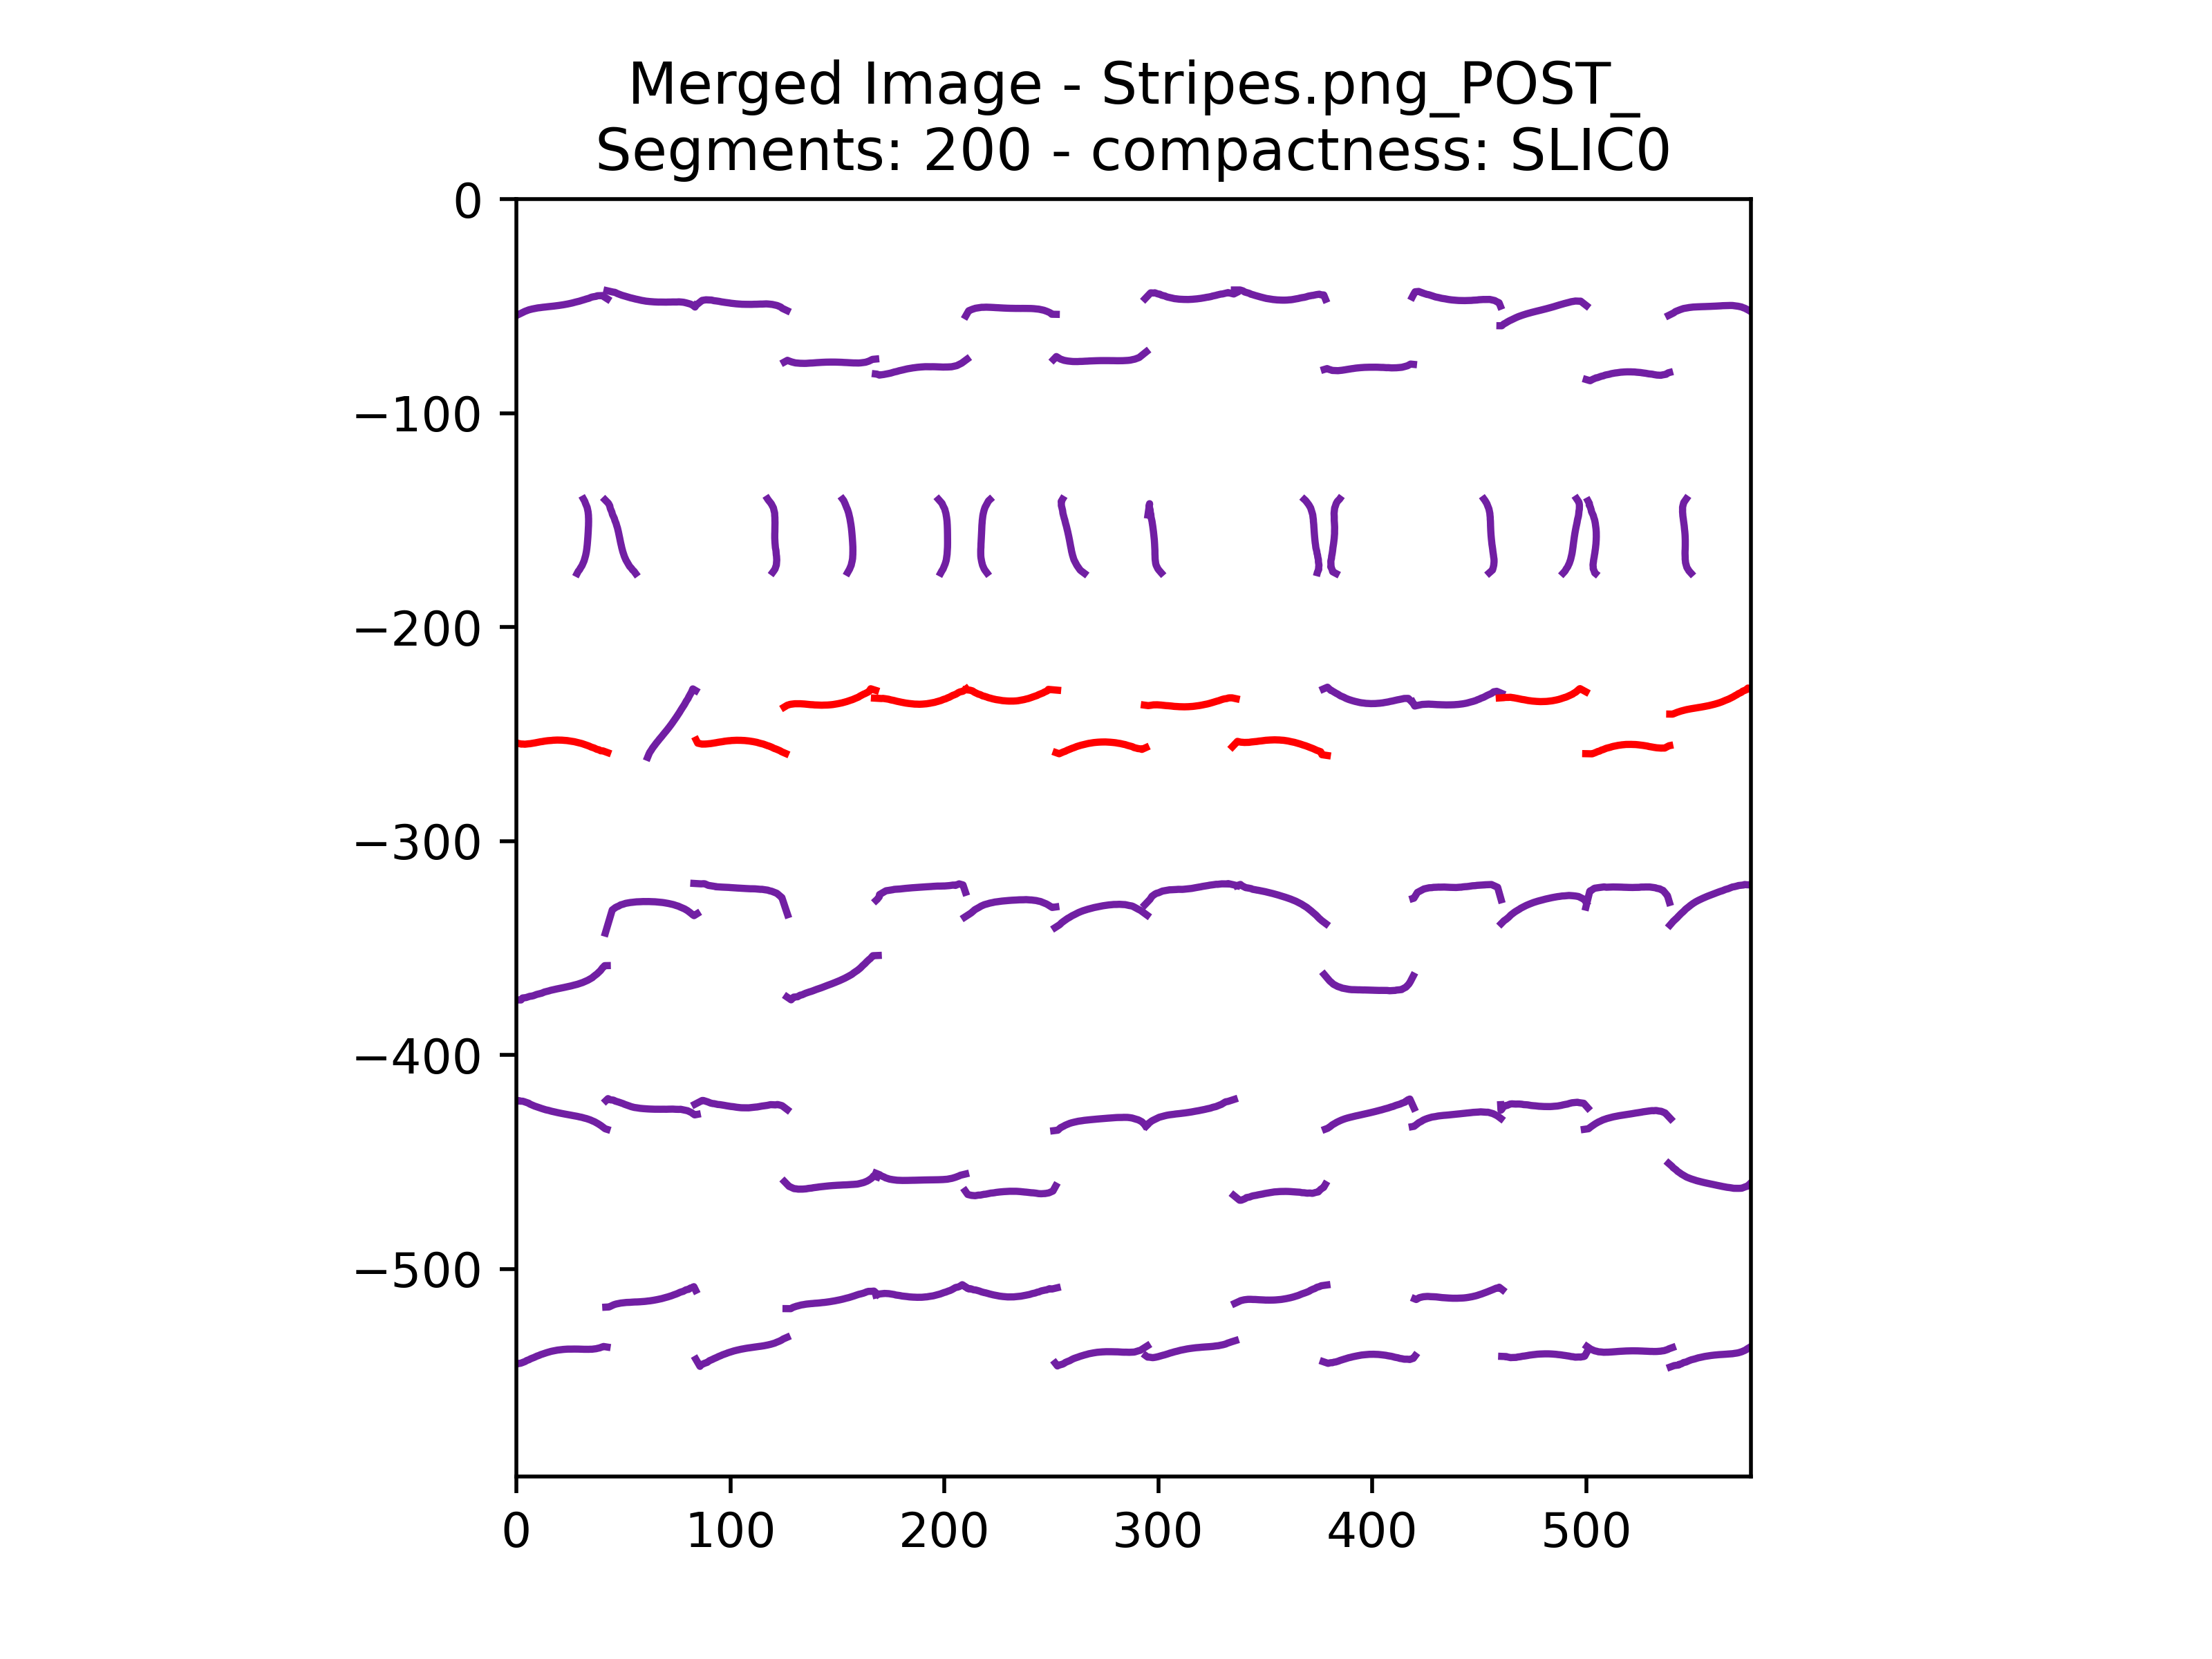 Merged Image - Stripes.png_POST_
Segments: 200 - compactness: SLIC0
0
−100
−200
−300
−400
−500
0 100 200 300 400 500